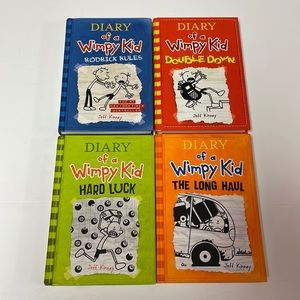 DIARY
of a
Wimpy Kid
RODRICK RULES
Jeff Kinney
DIARY
of a
Wimpy Kid
DOUBLE DOWN
Jeff Kinney
DIARY
of a
Wimpy Kid
HARD LUCK
Jeff Kinney
DIARY
of a
Wimpy Kid
THE LONG HAUL
Jeff Kinney